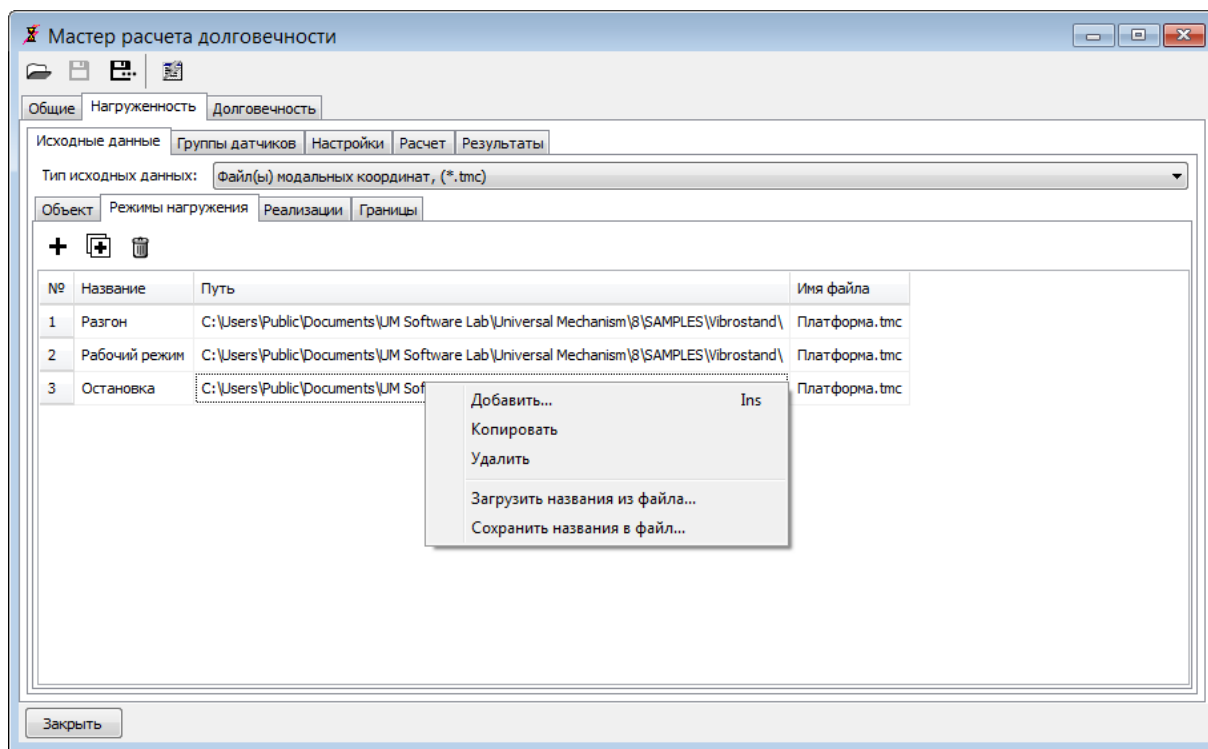 Мастер расчета долговечности
Общие Нагруженность Долговечность
Исходные данные Группы датчиков Настройки Расчет Результаты
Тип исходных данных: Файл(ы) модальных координат, (*.tmc)
Объект Режимы нагружения Реализации Границы
№ Название Путь Имя файла
1 Разгон C:\Users\Public\Documents\UM Software Lab\Universal Mechanism\8\SAMPLES\Vibrostand\ Платформа.tmc
2 Рабочий режим C:\Users\Public\Documents\UM Software Lab\Universal Mechanism\8\SAMPLES\Vibrostand\ Платформа.tmc
3 Остановка C:\Users\Public\Documents\UM Sof Платформа.tmc
Добавить... Ins
Копировать
Удалить
Загрузить названия из файла...
Сохранить названия в файл...
Закрыть